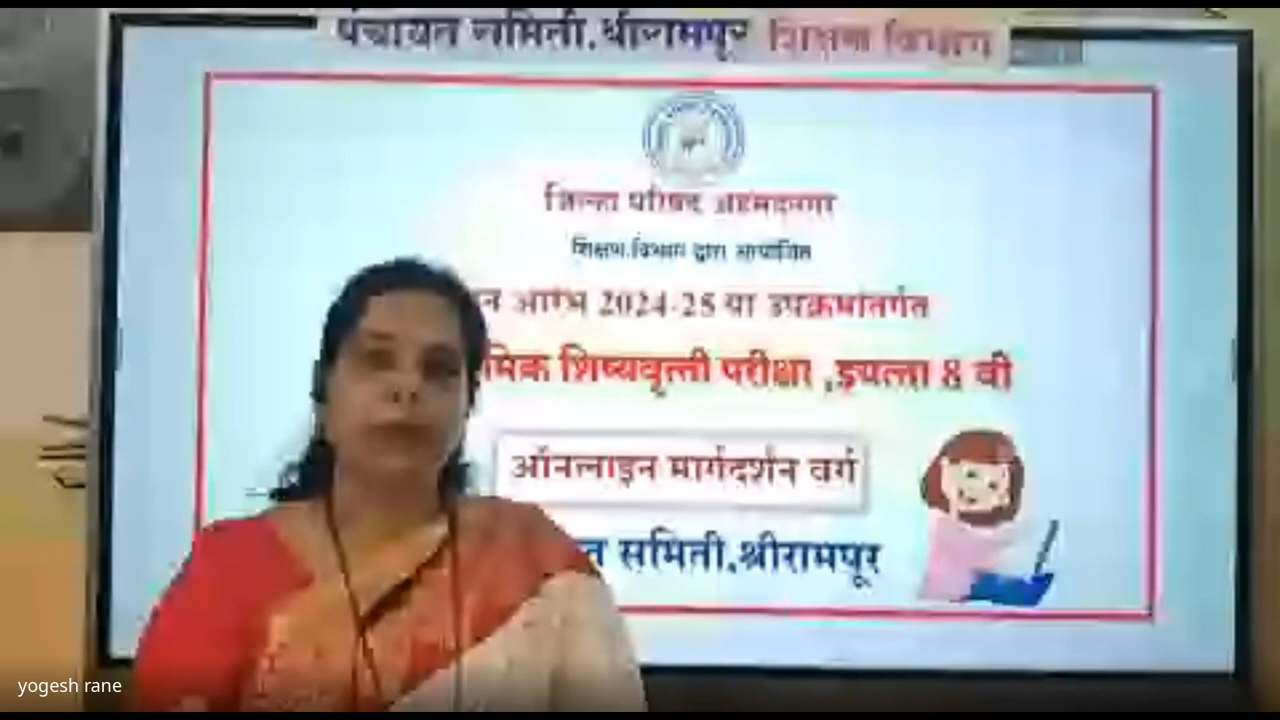 पंचायत समिती.श्रीरामपूर शिक्षण विभाग
जिल्हा परिषद अहमदनगर
शिक्षण विभाग द्वारा आयोजित
आरंभ 2024-25 या उपक्रमांतर्गत
मिक शिष्यवृत्ती परीक्षा ,इयत्ता 8 वी
ऑनलाइन मार्गदर्शन वर्ग
त समिती.श्रीरामपूर
yogesh rane